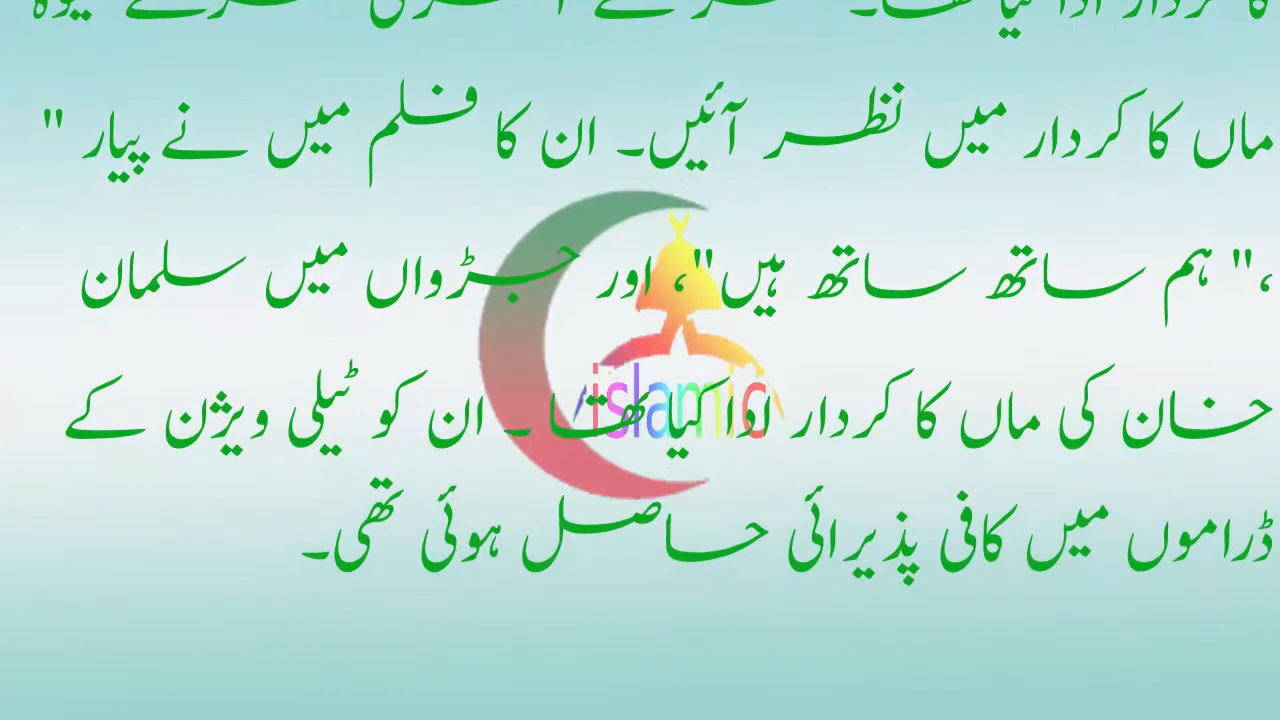 کا کردار ادا کیا تھا۔
ماں کا کردار میں نظر آئیں۔ ان کا فلم میں نے پیار "
،" ہم ساتھ ساتھ ہیں"، اور جڑواں میں سلمان
خان کی ماں کا کردار ادا کیا تھا ۔ ان کو ٹیلی ویژن کے
ڈراموں میں کافی پذیرائی حاصل ہوئی تھی۔
islamic